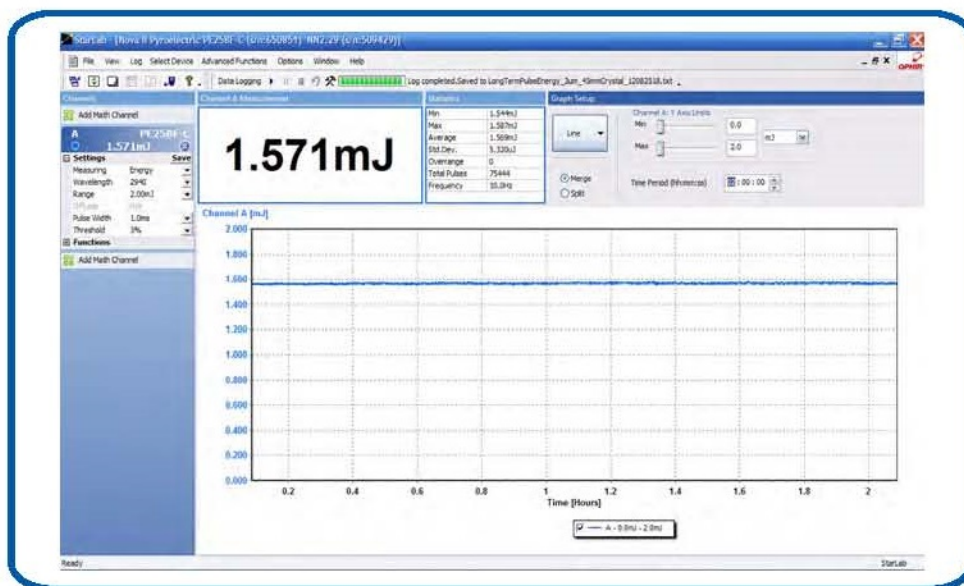 StarLab - [Nova II Pyroelectric PE25BF-C (s/n:650851) NN2.29 (s/n:509429)]
File View Log Select Device Advanced Functions Options Window Help
OPHIR
Data Logging
Log completed.Saved to LongTermPulseEnergy_3um_45mmCrystal_12082518.txt
Channels
Add Math Channel
A PE25BF-C
1.571mJ
Settings Save
Measuring Energy
Wavelength 2940
Range 2.00mJ
Pulse Width 1.0ms
Threshold 3%
Functions
Add Math Channel
Channel A Measurement
1.571mJ
Statistics
Min 1.544mJ
Max 1.587mJ
Average 1.569mJ
Std.Dev. 5.320uJ
Overrange 0
Total Pulses 75444
Frequency 10.0Hz
Graph Setup
Line
Merge
Split
Channel A: Y Axis Limits
Min 0.0
Max 2.0
mJ
Time Period (hh:mm:ss)
:00:00
Channel A [mJ]
2.000
1.800
1.600
1.400
1.200
1.000
0.800
0.600
0.400
0.200
0.000
0.2 0.4 0.6 0.8 1 1.2 1.4 1.6 1.8 2
Time [Hours]
A - 0.0mJ - 2.0mJ
Ready StarLab